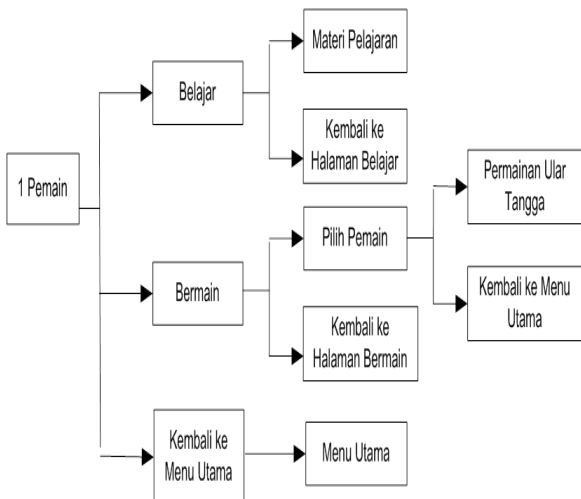 Materi Pelajaran
Belajar
Kembali ke
Halaman Belajar
1 Pemain
Permainan Ular
Tangga
Pilih Pemain
Bermain
Kembali ke Menu
Utama
Kembali ke
Halaman Bermain
Kembali ke
Menu Utama
Menu Utama